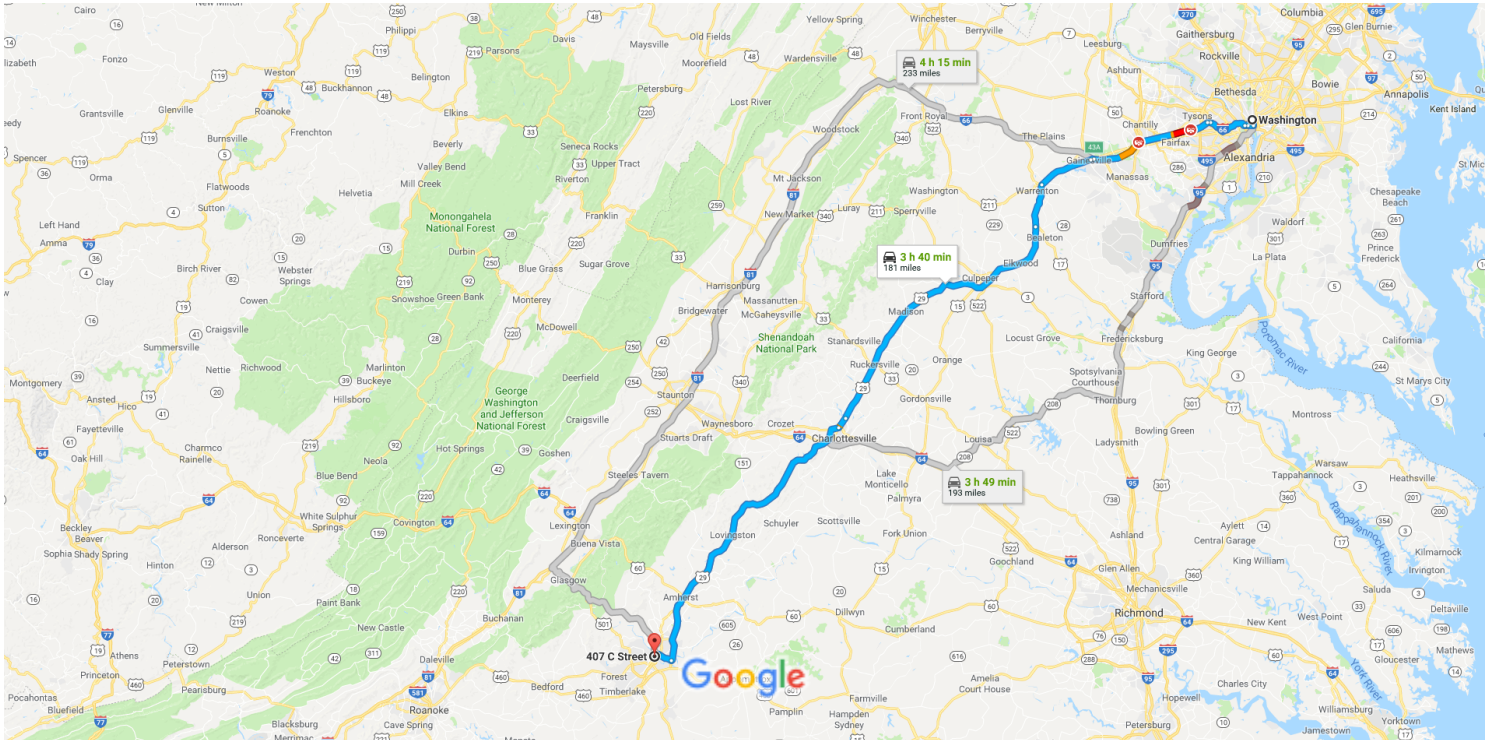 Cairo
New Milton
Philippi
Davis
Old Fields
Yellow Spring
Winchester
Berryville
Columbia
Glen Burnie
Gaithersburg
Leesburg
Rockville
Parsons
Maysville
Wardensville
Moorefield
Fonzo
Weston
Belington
Buckhannon
Petersburg
4 h 15 min
233 miles
Ashburn
Bethesda
Bowie
Annapolis
Kent Island
Grantsville
Glenville
Roanoke
Elkins
Lost River
Front Royal
Chantilly
Tysons
Washington
Burnsville
Frenchton
Woodstock
The Plains
Fairfax
43A
Spencer
Beverly
Seneca Rocks
Upper Tract
Gainesville
Alexandria
Orma
Flatwoods
Valley Bend
Mill Creek
Riverton
Mt Jackson
Manassas
Helvetia
Washington
Warrenton
Chesapeake
Beach
Sutton
Monongahela
National Forest
Franklin
New Market
Luray
Sperryville
Waldorf
Left Hand
Amma
Durbin
Bealeton
Dumfries
Prince
Frederick
Birch River
Webster
Springs
Blue Grass
Sugar Grove
3 h 40 min
181 miles
Elkwood
La Plata
Clay
Cowen
Snowshoe
Green Bank
Monterey
Harrisonburg
Massanutten
Culpeper
Stafford
Craigsville
McDowell
Bridgewater
McGaheysville
Madison
Summersville
Shenandoah
National Park
Stanardsville
Locust Grove
Fredericksburg
Potomac River
California
Nettie
Richwood
Marlinton
Buckeye
Deerfield
Ruckersville
Orange
King George
Montgomery
Ansted
Hico
Hillsboro
George
Washington
and Jefferson
National Forest
Staunton
Gordonsville
Spotsylvania
Courthouse
Thornburg
St Marys City
Fayetteville
Craigsville
Waynesboro
Crozet
Montross
Oak Hill
Charmco
Rainelle
Hot Springs
Goshen
Stuarts Draft
Charlottesville
Louisa
Ladysmith
Bowling Green
Neola
Blue Bend
Steeles Tavern
Lake
Monticello
Palmyra
3 h 49 min
193 miles
Warsaw
Tappahannock
Heathsville
Beckley
Beaver
White Sulphur
Springs
Covington
Lexington
Schuyler
Scottsville
Rappahannock River
Sophia
Shady Spring
Alderson
Ronceverte
Buena Vista
Lovingston
Fork Union
Ashland
Aylett
Central Garage
Kilmarnock
Hinton
Glasgow
Goochland
Glen Allen
King William
Irvington
Union
Paint Bank
Amherst
Mechanicsville
Saluda
Buchanan
Dillwyn
Richmond
West Point
Deltaville
New Castle
Cumberland
New Kent
Athens
Peterstown
Daleville
407 C Street
Gloucester
Mathews
Princeton
Forest
Google
York River
Pocahontas
Pearisburg
Bedford
Timberlake
Amelia
Court House
Charles City
Bluefield
Roanoke
Farmville
Hopewell
Blacksburg
Cave Spring
Pamplin
Hampden
Sydney
Williamsburg
Petersburg
Jamestown
Yorktown